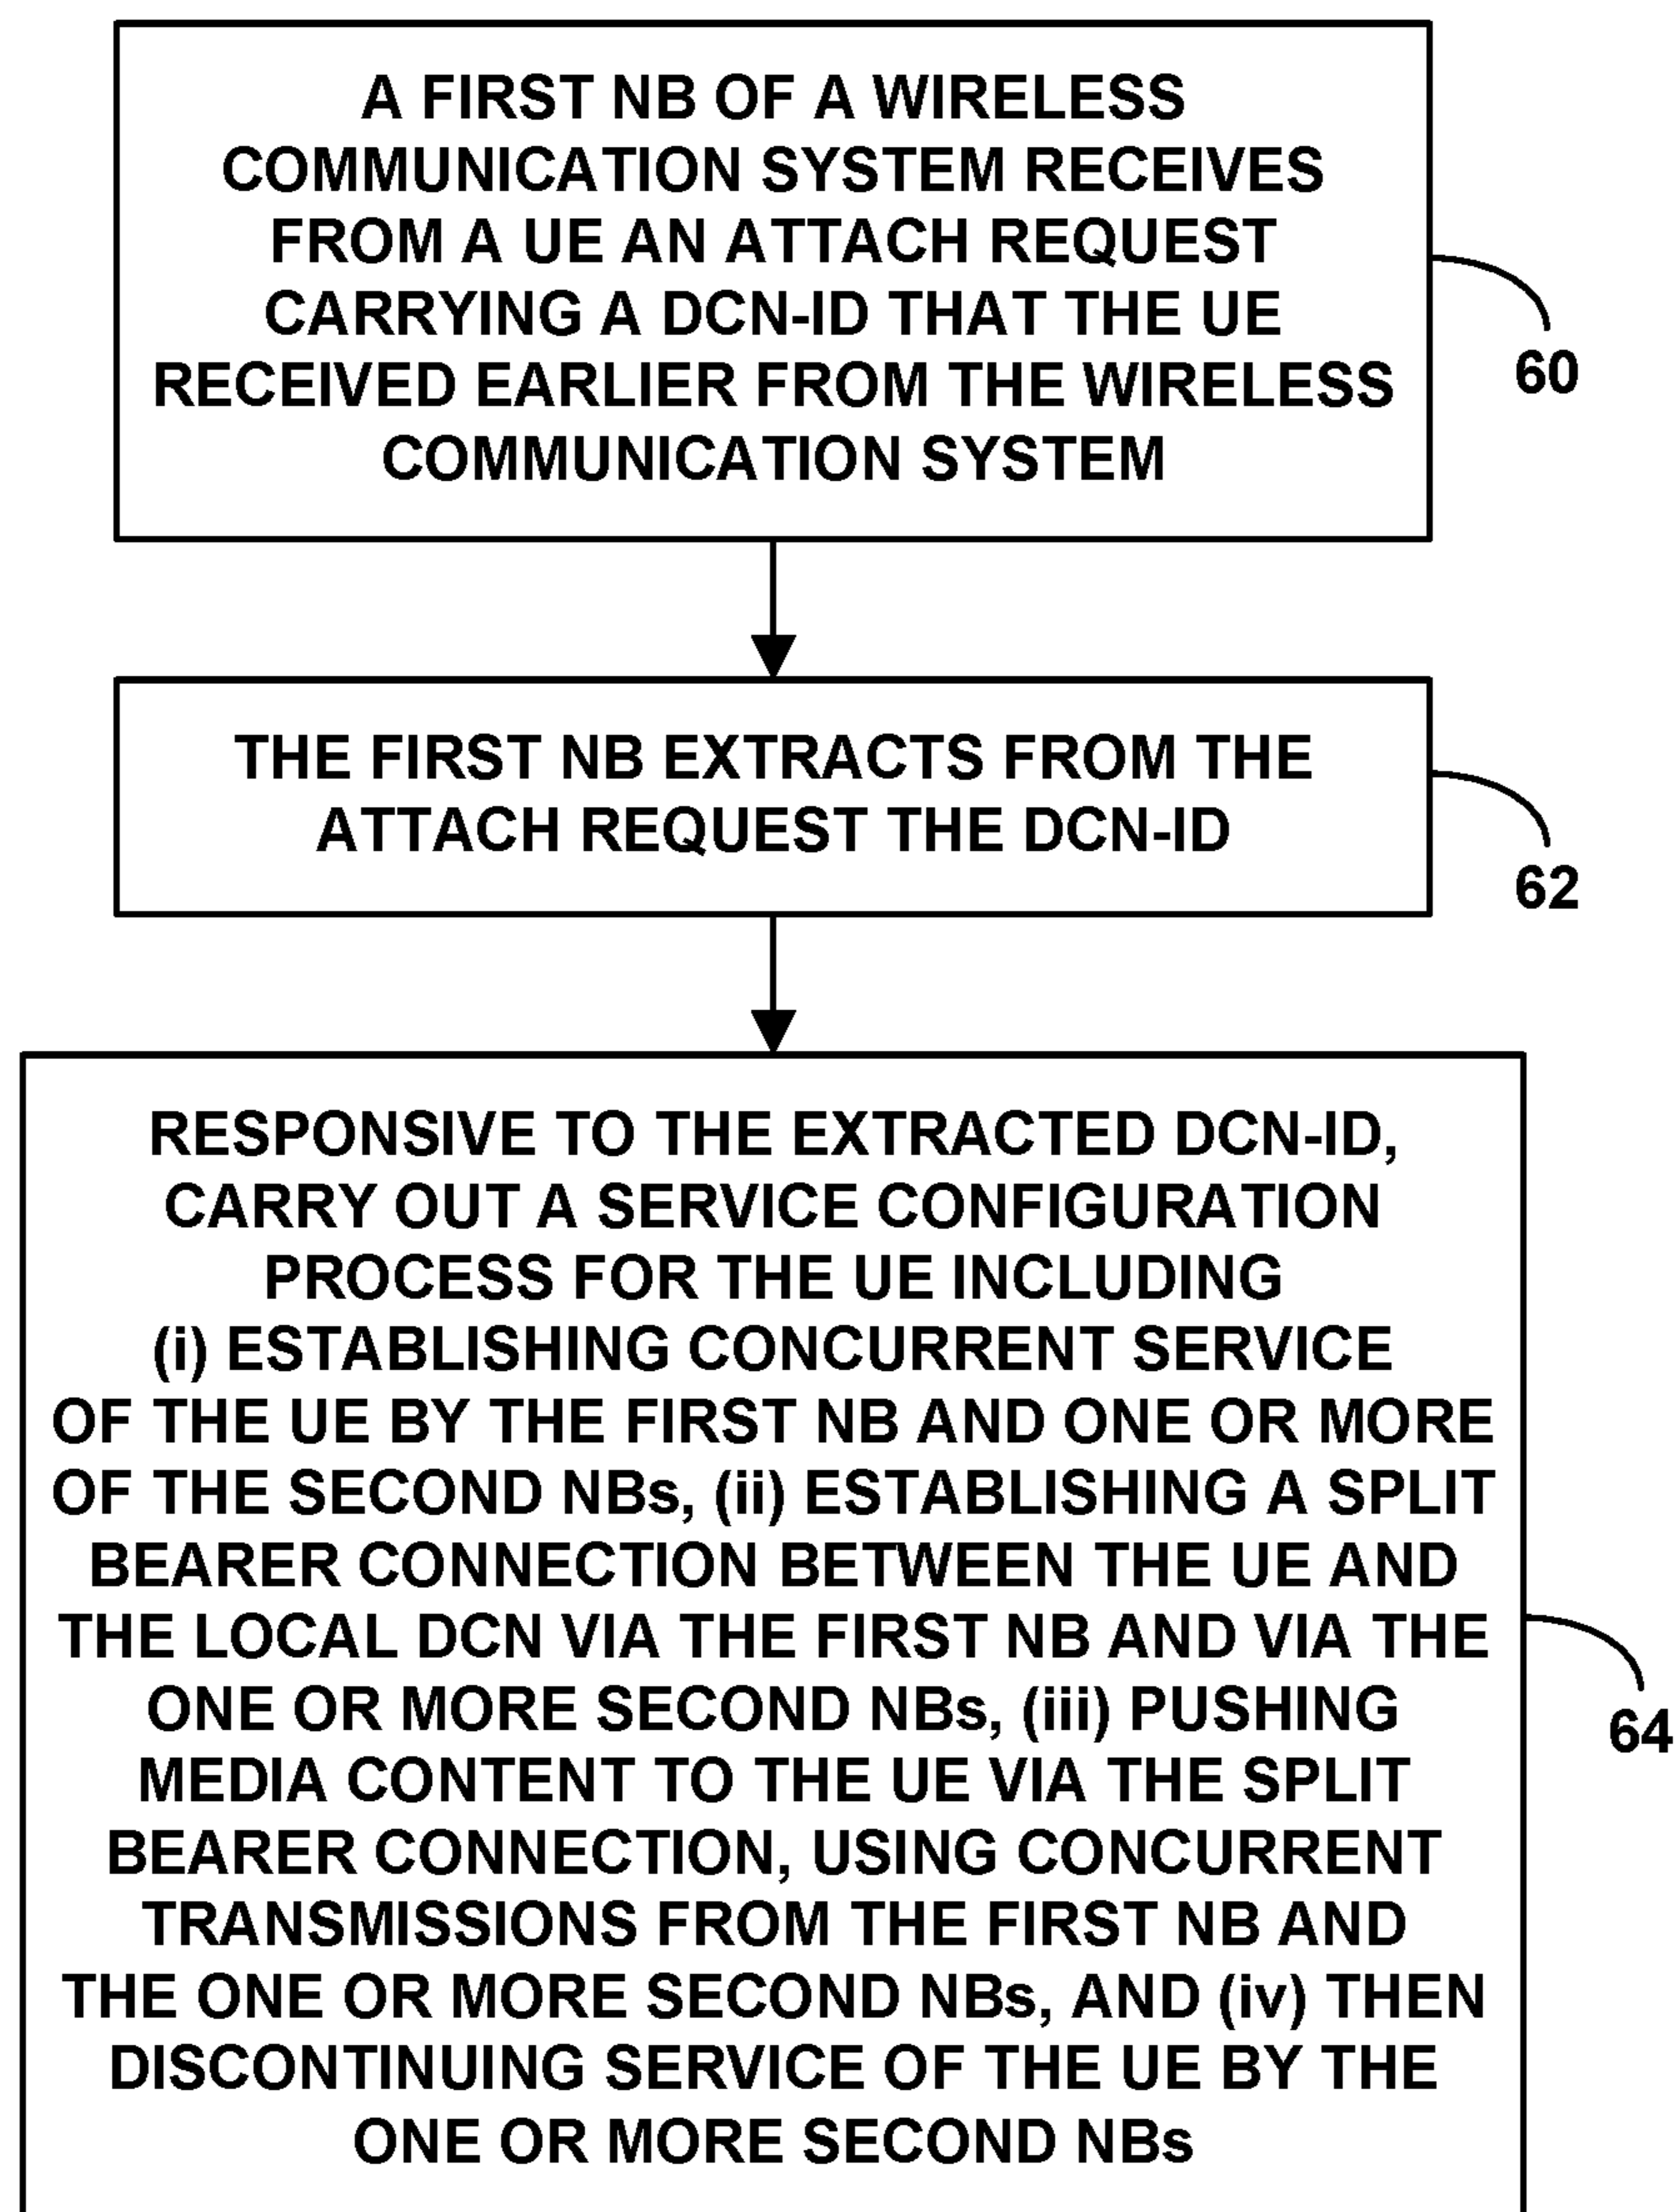 A FIRST NB OF A WIRELESS
COMMUNICATION SYSTEM RECEIVES
FROM A UE AN ATTACH REQUEST
CARRYING A DCN-ID THAT THE UE
RECEIVED EARLIER FROM THE WIRELESS
COMMUNICATION SYSTEM
60
THE FIRST NB EXTRACTS FROM THE
ATTACH REQUEST THE DCN-ID
62
RESPONSIVE TO THE EXTRACTED DCN-ID,
CARRY OUT A SERVICE CONFIGURATION
PROCESS FOR THE UE INCLUDING
(i) ESTABLISHING CONCURRENT SERVICE
OF THE UE BY THE FIRST NB AND ONE OR MORE
OF THE SECOND NBs, (ii) ESTABLISHING A SPLIT
BEARER CONNECTION BETWEEN THE UE AND
THE LOCAL DCN VIA THE FIRST NB AND VIA THE
ONE OR MORE SECOND NBs, (iii) PUSHING
MEDIA CONTENT TO THE UE VIA THE SPLIT
BEARER CONNECTION, USING CONCURRENT
TRANSMISSIONS FROM THE FIRST NB AND
THE ONE OR MORE SECOND NBs, AND (iv) THEN
DISCONTINUING SERVICE OF THE UE BY THE
ONE OR MORE SECOND NBs
64